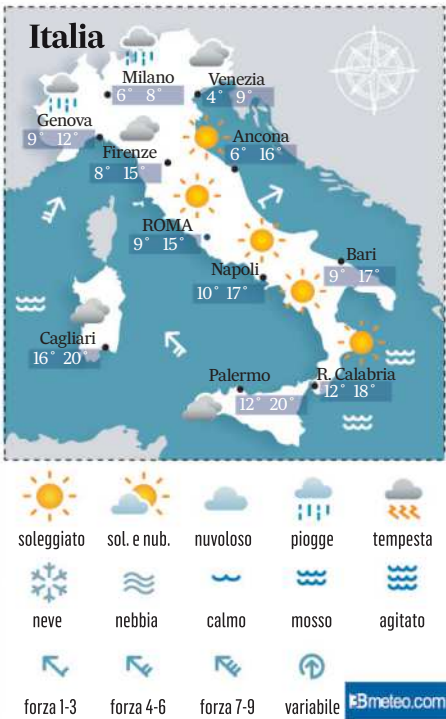 Italia
Milano
6° 8°
Venezia
4° 9°
Genova
9° 12°
Firenze
8° 15°
Ancona
6° 16°
ROMA
9° 15°
Napoli
10° 17°
Bari
9° 17°
Cagliari
16° 20°
Palermo
12° 20°
R. Calabria
12° 18°
soleggiato sol. e nub. nuvoloso piogge tempesta
neve nebbia calmo mosso agitato
forza 1-3 forza 4-6 forza 7-9 variabile
3Bmeteo.com